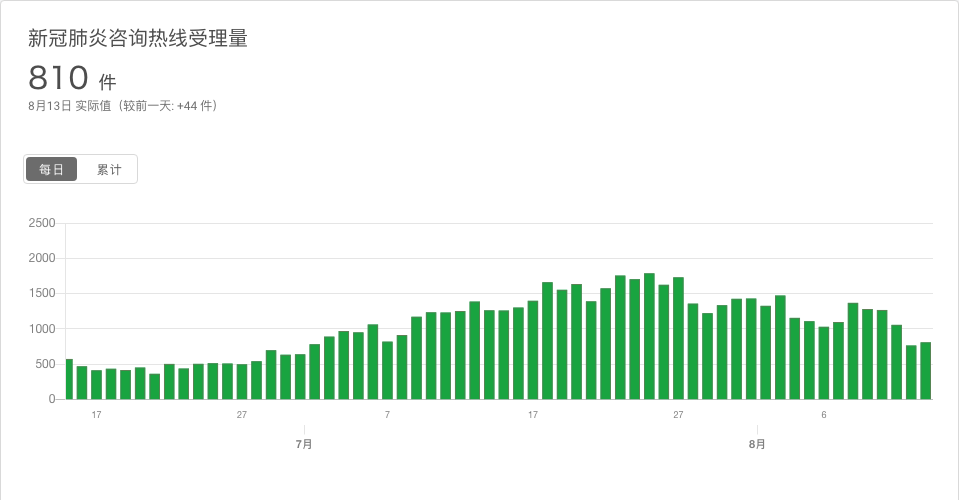 新冠肺炎咨询热线受理量
810 件
8月13日 实际值（较前一天: +44 件）
每日 累计
2500
2000
1500
1000
500
0
17 27 7 17 27 6
7月 8月